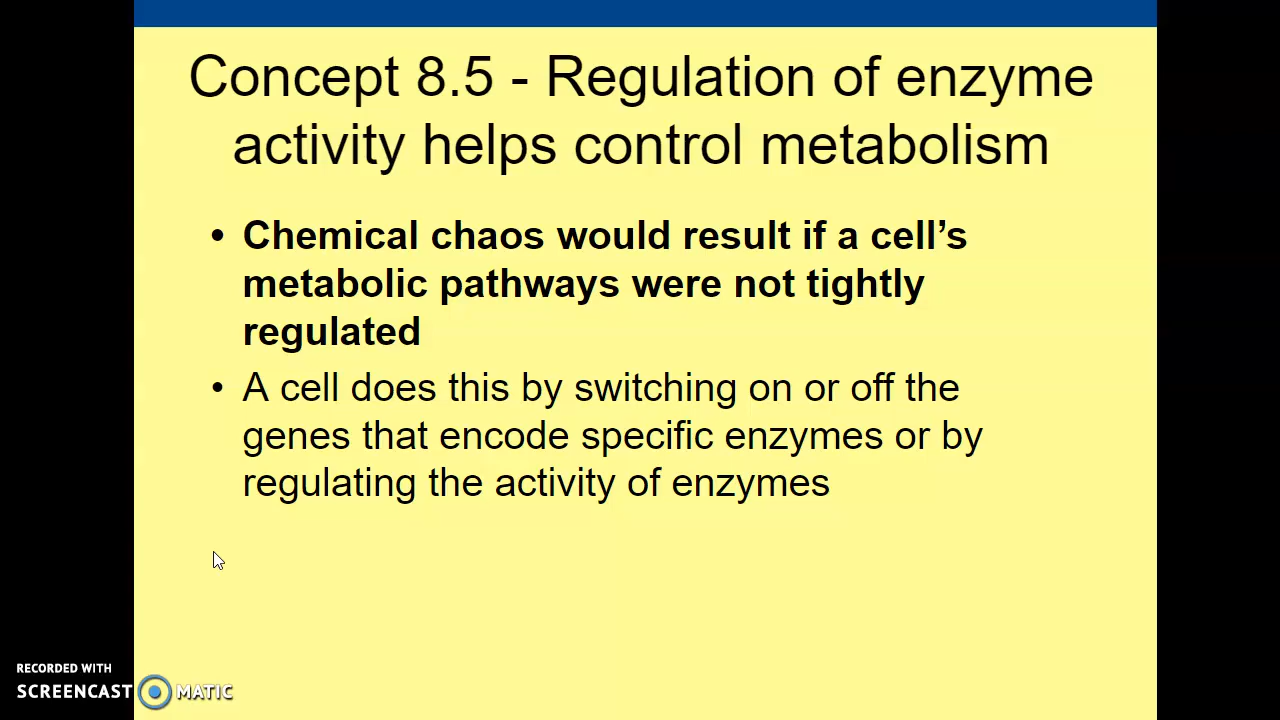 Concept 8.5 - Regulation of enzyme
activity helps control metabolism
• Chemical chaos would result if a cell’s
metabolic pathways were not tightly
regulated
• A cell does this by switching on or off the
genes that encode specific enzymes or by
regulating the activity of enzymes
RECORDED WITH
SCREENCAST MATIC